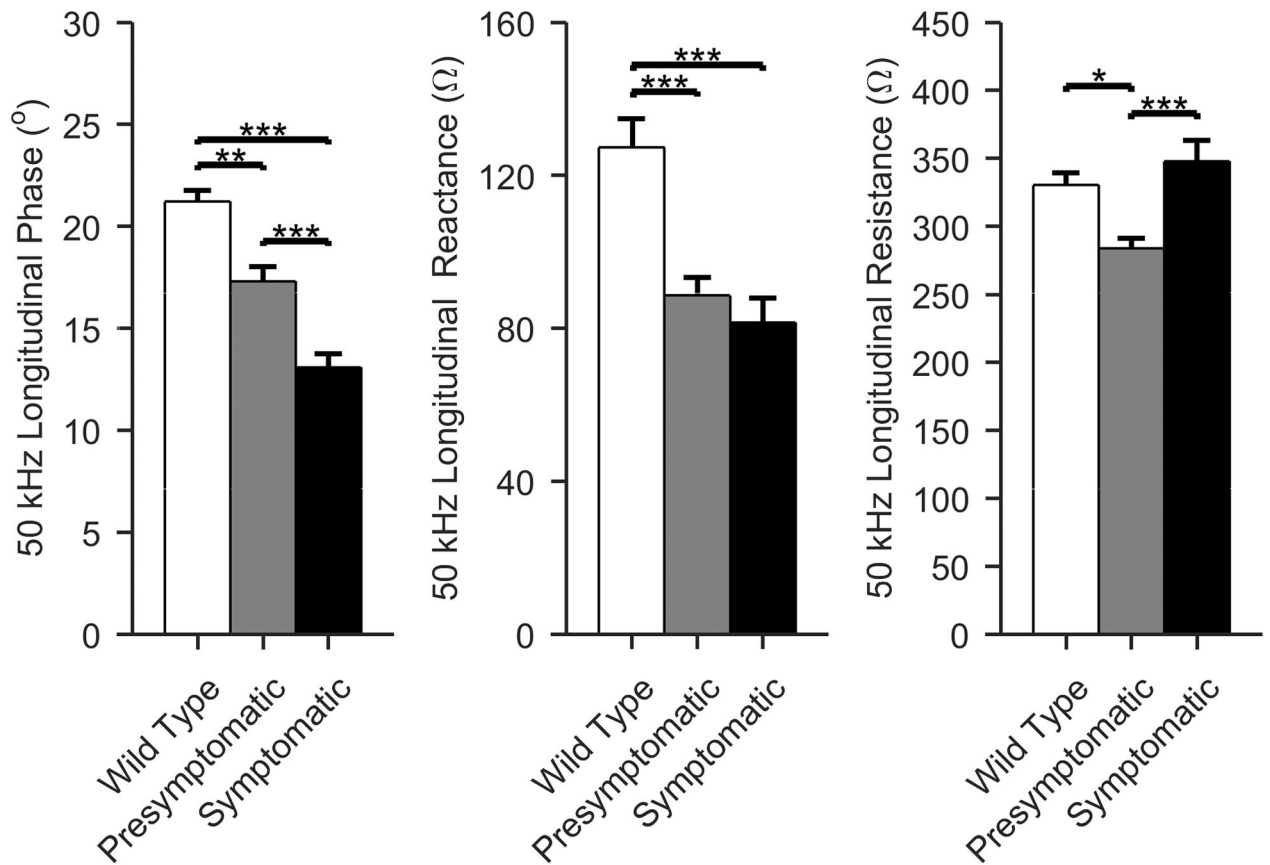 50 kHz Longitudinal Phase (º)
30
25
20
15
10
5
0
***
**
***
Wild Type
Presymptomatic
Symptomatic
50 kHz Longitudinal Reactance (Ω)
160
120
80
40
0
***
***
Wild Type
Presymptomatic
Symptomatic
50 kHz Longitudinal Resistance (Ω)
450
400
350
300
250
200
150
100
50
0
*
***
Wild Type
Presymptomatic
Symptomatic